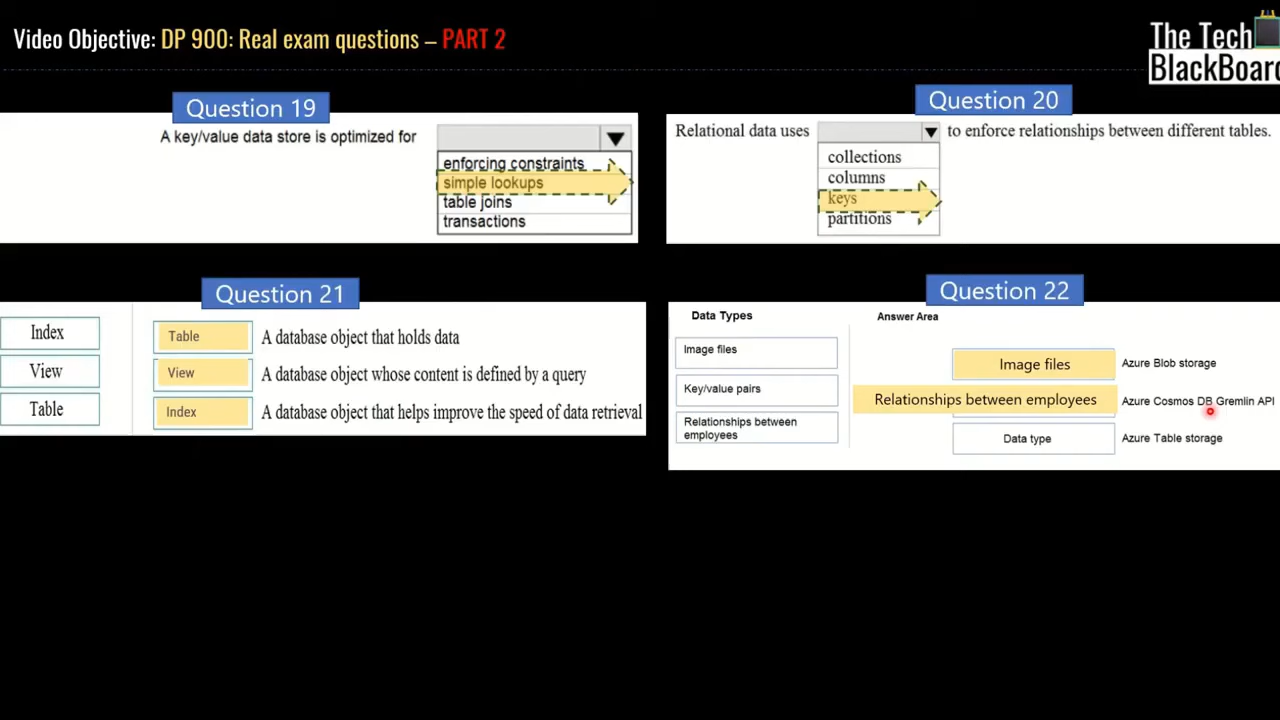 Video Objective: DP 900: Real exam questions – PART 2
The Tech
BlackBoard
Question 19
A key/value data store is optimized for
enforcing constraints
simple lookups
table joins
transactions
Question 20
Relational data uses
to enforce relationships between different tables.
collections
columns
keys
partitions
Question 21
Index
View
Table
Table
A database object that holds data
View
A database object whose content is defined by a query
Index
A database object that helps improve the speed of data retrieval
Question 22
Data Types
Answer Area
Image files
Key/value pairs
Relationships between
employees
Image files
Azure Blob storage
Relationships between employees
Azure Cosmos DB Gremlin API
Data type
Azure Table storage